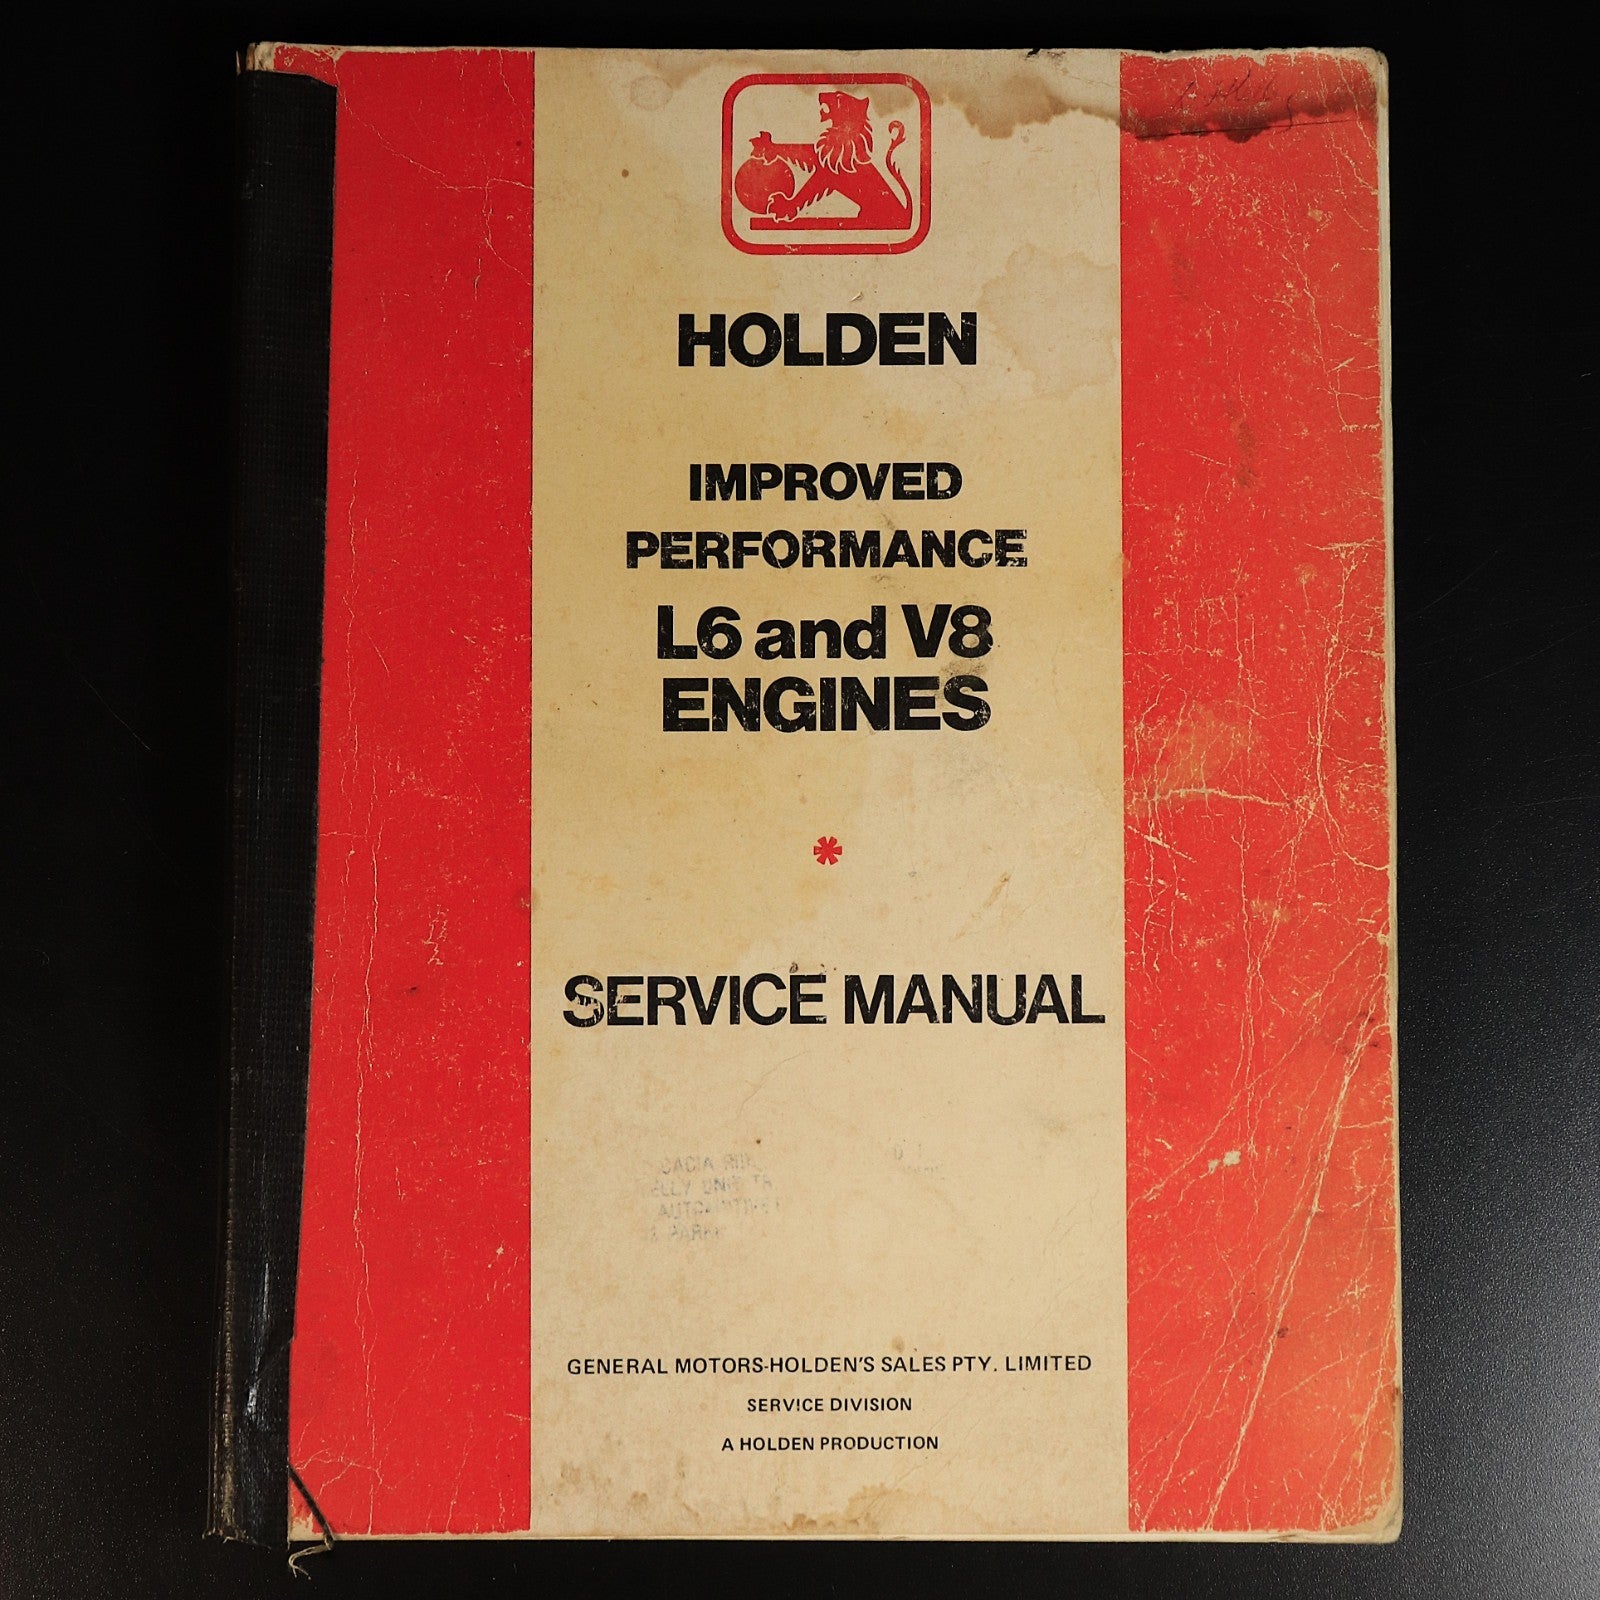 HOLDEN
IMPROVED
PERFORMANCE
L6 and V8
ENGINES
*
SERVICE MANUAL
GENERAL MOTORS-HOLDEN'S SALES PTY. LIMITED
SERVICE DIVISION
A HOLDEN PRODUCTION